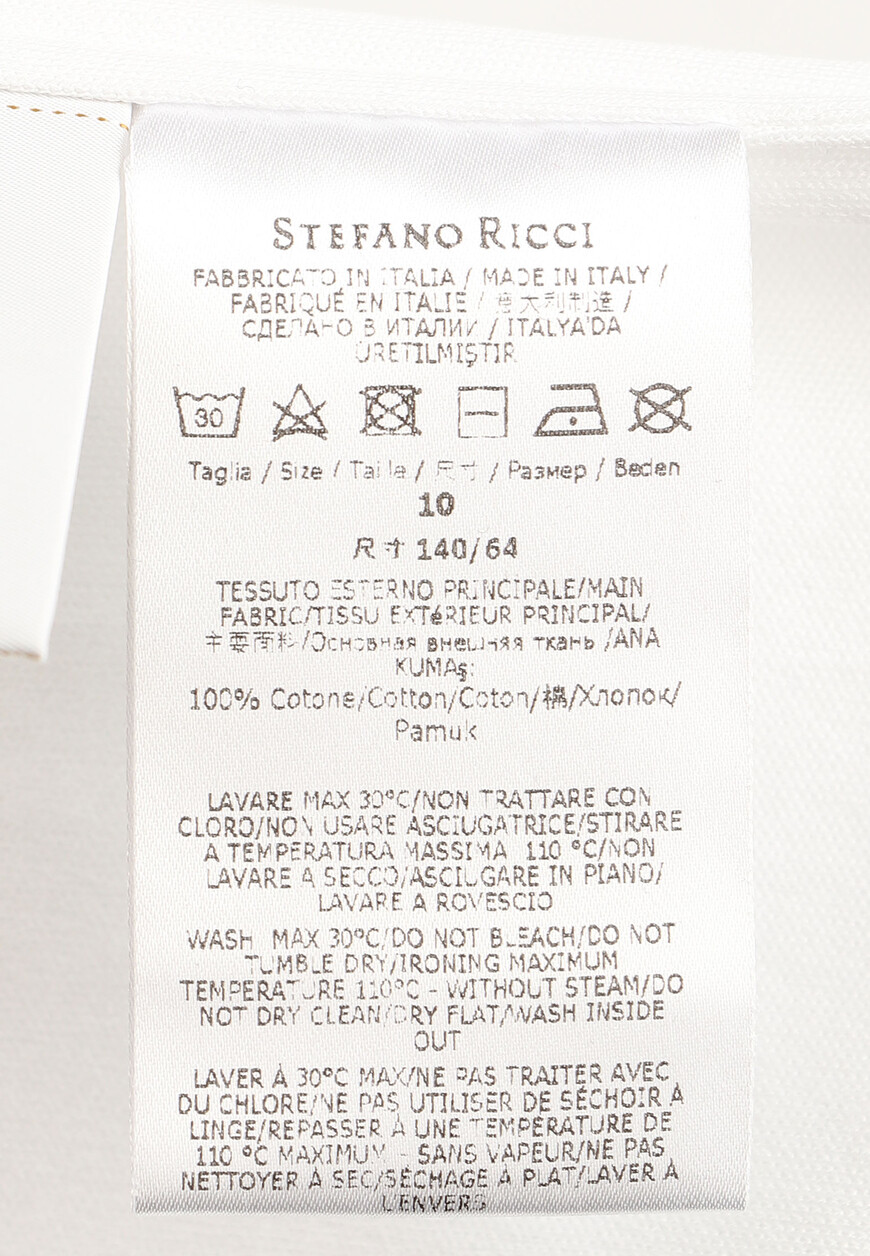 STEFANO RICCI
FABBRICATO IN ITALIA / MADE IN ITALY /
FABRIQUÉ EN ITALIE / 意大利制造 /
СДЕЛАНО В ИТАЛИИ / ITALYA'DA
ÜRETILMIŞTIR
30
Taglia / Size / Taille / 尺寸 / Размер / Beden
10
尺寸 140/64
TESSUTO ESTERNO PRINCIPALE/MAIN
FABRIC/TISSU EXTéRIEUR PRINCIPAL/
主要面料/Основная внешняя ткань /ANA
KUMAş:
100% Cotone/Cotton/Coton/棉/Хлопок/
Pamuk
LAVARE MAX 30°C/NON TRATTARE CON
CLORO/NON USARE ASCIUGATRICE/STIRARE
A TEMPERATURA MASSIMA 110 °C/NON
LAVARE A SECCO/ASCIUGARE IN PIANO/
LAVARE A ROVESCIO
WASH MAX 30°C/DO NOT BLEACH/DO NOT
TUMBLE DRY/IRONING MAXIMUM
TEMPERATURE 110°C - WITHOUT STEAM/DO
NOT DRY CLEAN/DRY FLAT/WASH INSIDE
OUT
LAVER À 30°C MAX/NE PAS TRAITER AVEC
DU CHLORE/NE PAS UTILISER DE SÉCHOIR À
LINGE/REPASSER À UNE TEMPÉRATURE DE
110 °C MAXIMUM - SANS VAPEUR/NE PAS
NETTOYER À SEC/SÉCHAGE À PLAT/LAVER À
L'ENVERS